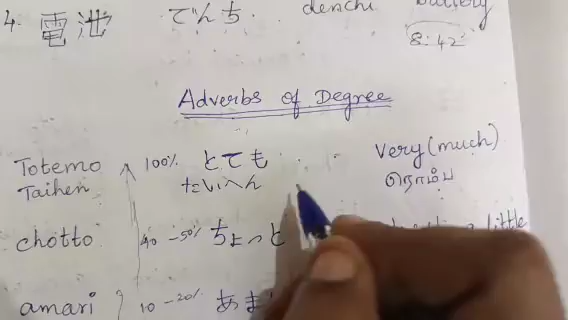 4. 電池 でんち denchi battery
8:42
Adverbs of Degree
Totemo 100% とても Very (much)
Taihen たいへん ரொம்ப
chotto 40-50% ちょっと little
amari 10-20% あま